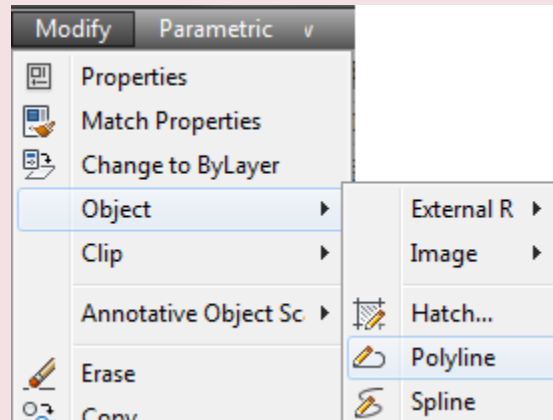 Modify Parametric
Properties
Match Properties
Change to ByLayer
Object
Clip
Annotative Object Sc
Erase
Copy
External R
Image
Hatch...
Polyline
Spline